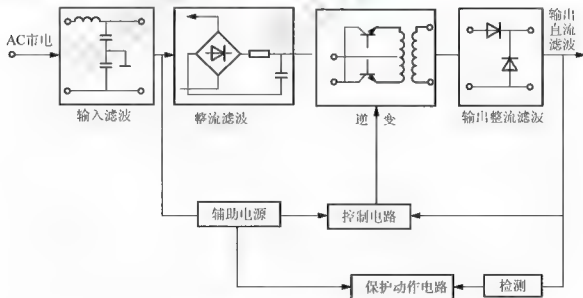 AC市电
输入滤波
整流滤波
逆变
输出整流滤波
输出
直流
滤波
辅助电源
控制电路
保护动作电路
检测